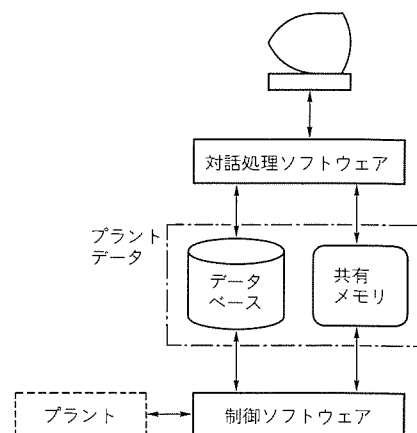 対話処理ソフトウェア
プラント
データ
データ
ベース
共有
メモリ
プラント
制御ソフトウェア